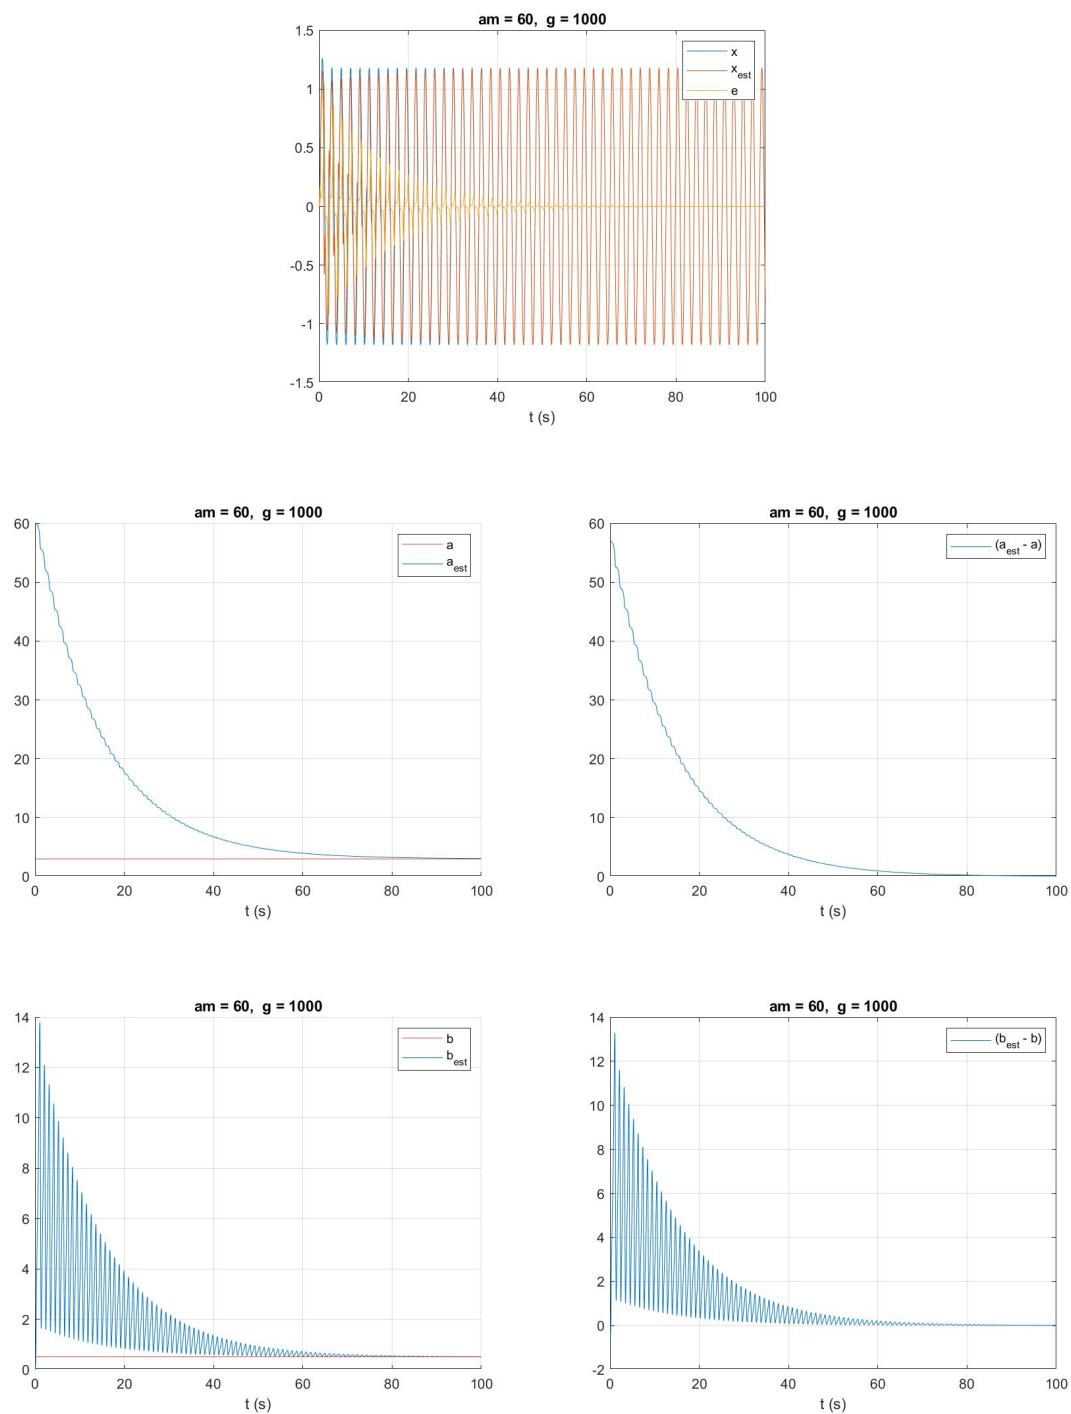 am = 60,  g = 1000
1.5
x
x_est
e
1
0.5
0
-0.5
-1
-1.5
0 20 40 60 80 100
t (s)
am = 60,  g = 1000
60
a
a_est
50
40
30
20
10
0
0 20 40 60 80 100
t (s)
am = 60,  g = 1000
60
(a_est - a)
50
40
30
20
10
0
0 20 40 60 80 100
t (s)
am = 60,  g = 1000
14
b
b_est
12
10
8
6
4
2
0
0 20 40 60 80 100
t (s)
am = 60,  g = 1000
14
(b_est - b)
12
10
8
6
4
2
0
-2
0 20 40 60 80 100
t (s)